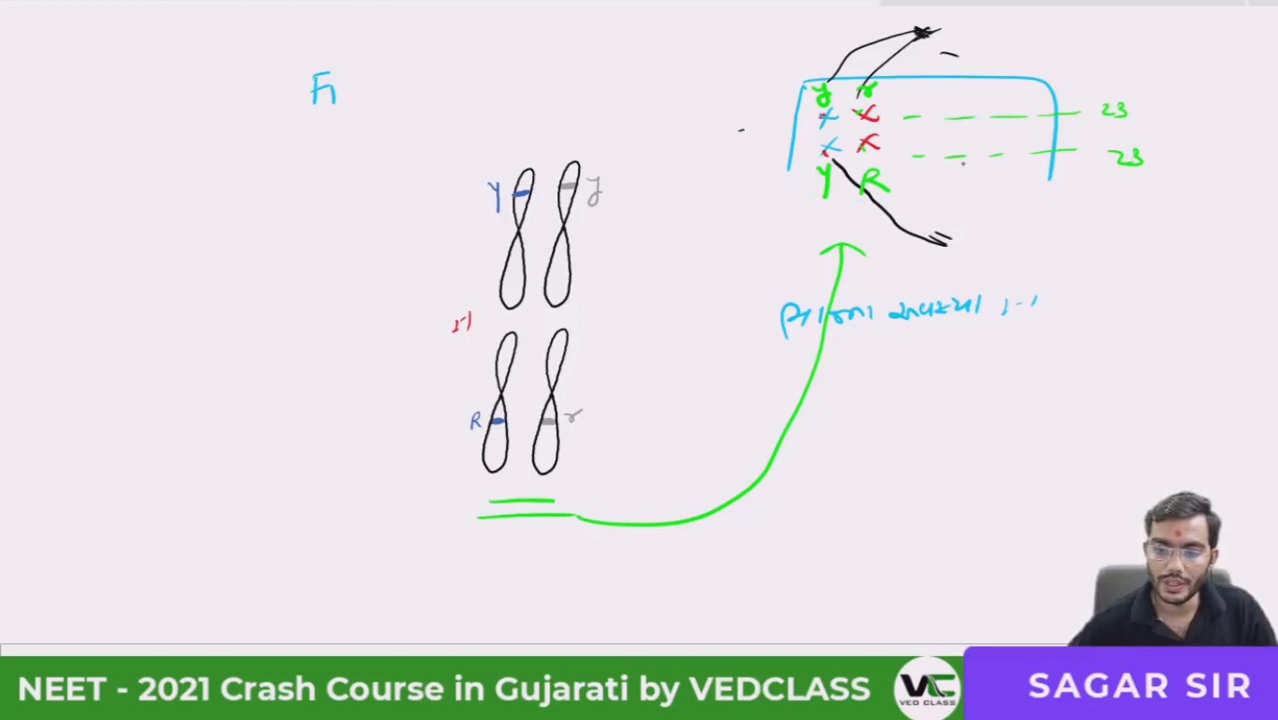 F1
y r
23
23
Y R
Y y
R r
NEET - 2021 Crash Course in Gujarati by VEDCLASS
VC
VED CLASS
SAGAR SIR